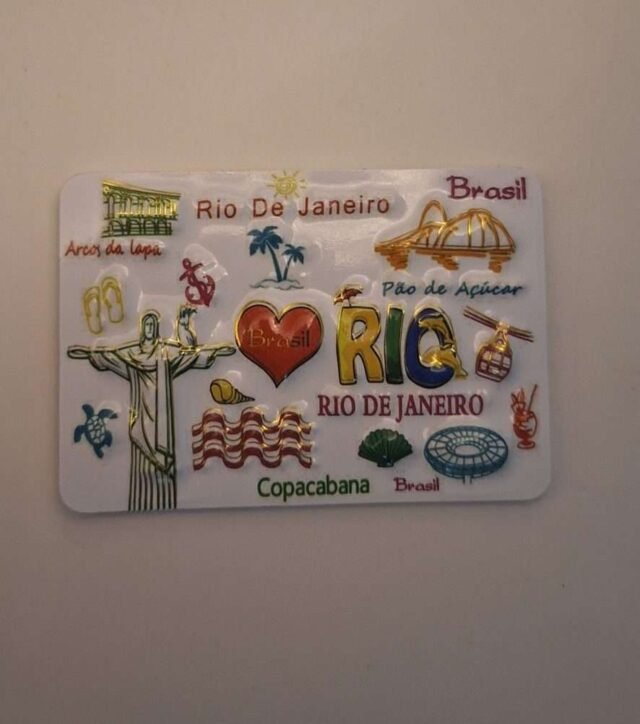 Brasil
Rio De Janeiro
Arcos da lapa
Pão de Açúcar
Brasil
RIO
RIO DE JANEIRO
Copacabana
Brasil